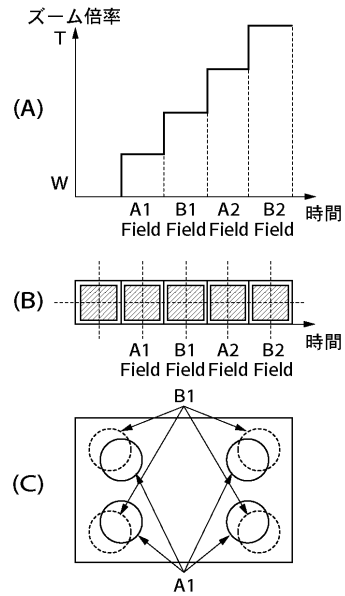 ズーム倍率
T
(A)
W
A1 B1 A2 B2
Field Field Field Field
時間
(B)
時間
A1 B1 A2 B2
Field Field Field Field
B1
(C)
A1